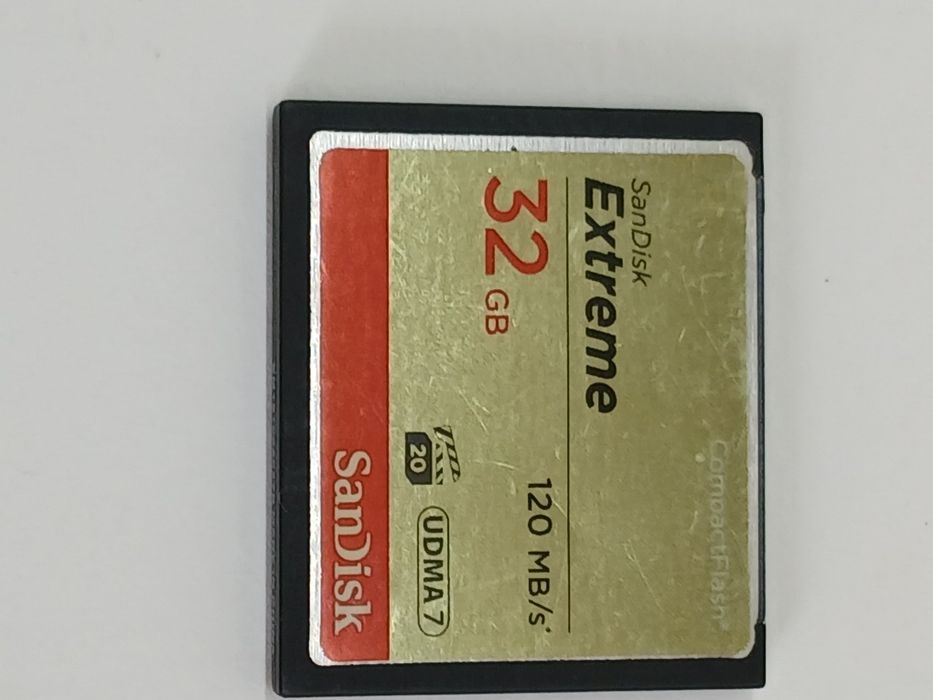 CompactFlash®
SanDisk
Extreme
32 GB
120 MB/s*
20
UDMA 7
SanDisk